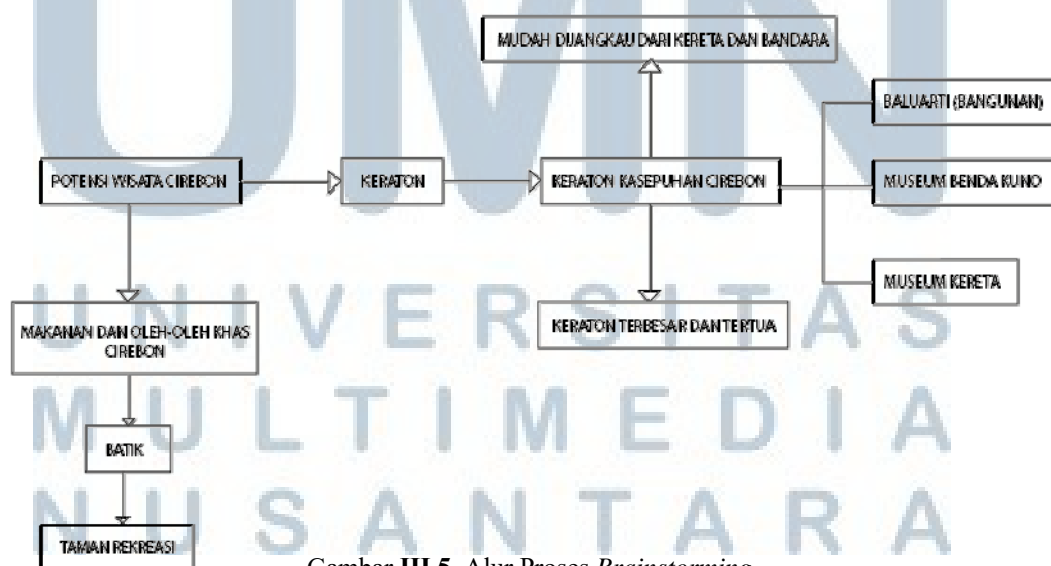 UMN
MUDAH DIJANGKAU DARI KERETA DAN BANDARA
BALUARTI (BANGUNAN)
POTENSI WISATA CIREBON
KERATON
KERATON KASEPUHAN CIREBON
MUSEUM BENDA KUNO
MUSEUM KERETA
UNIVERSITAS
MAKANAN DAN OLEH-OLEH KHAS
CIREBON
KERATON TERBESAR DAN TERTUA
MULTIMEDIA
BATIK
NUSANTARA
TAMAN REKREASI
Gambar III.5. Alur Proses Brainstorming